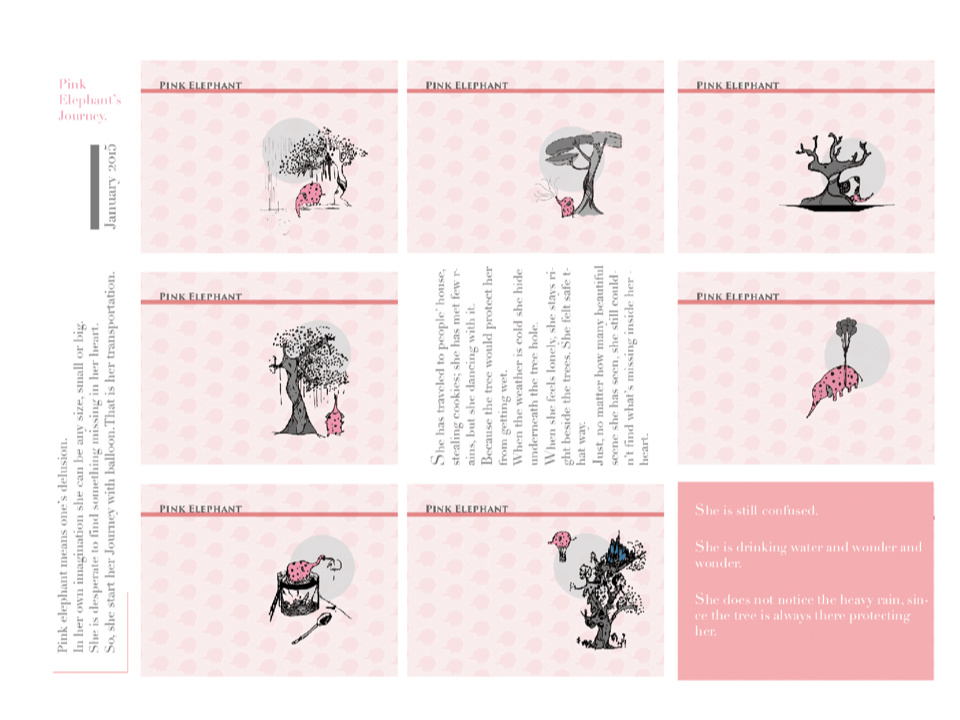 Pink
Elephant's
Journey.
January 2015
Pink elephant means one's delusion.
In her own imagination she can be any size, small or big.
She is desperate to find something missing in her heart.
So, she start her Journey with balloon.That is her transportation.
PINK ELEPHANT
PINK ELEPHANT
PINK ELEPHANT
PINK ELEPHANT
She has traveled to people' house,
stealing cookies; she has met few r-
ains, but she dancing with it.
Because the tree would protect her
from getting wet.
When the weather is cold she hide
underneath the tree hole.
When she feels lonely, she stays ri-
ght beside the trees. She felt safe t-
hat way.
Just, no matter how many beautiful
scene she has seen, she still could-
n't find what's missing inside her -
heart.
PINK ELEPHANT
PINK ELEPHANT
PINK ELEPHANT
She is still confused.
She is drinking water and wonder and
wonder.
She does not notice the heavy rain, sin-
ce the tree is always there protecting
her.